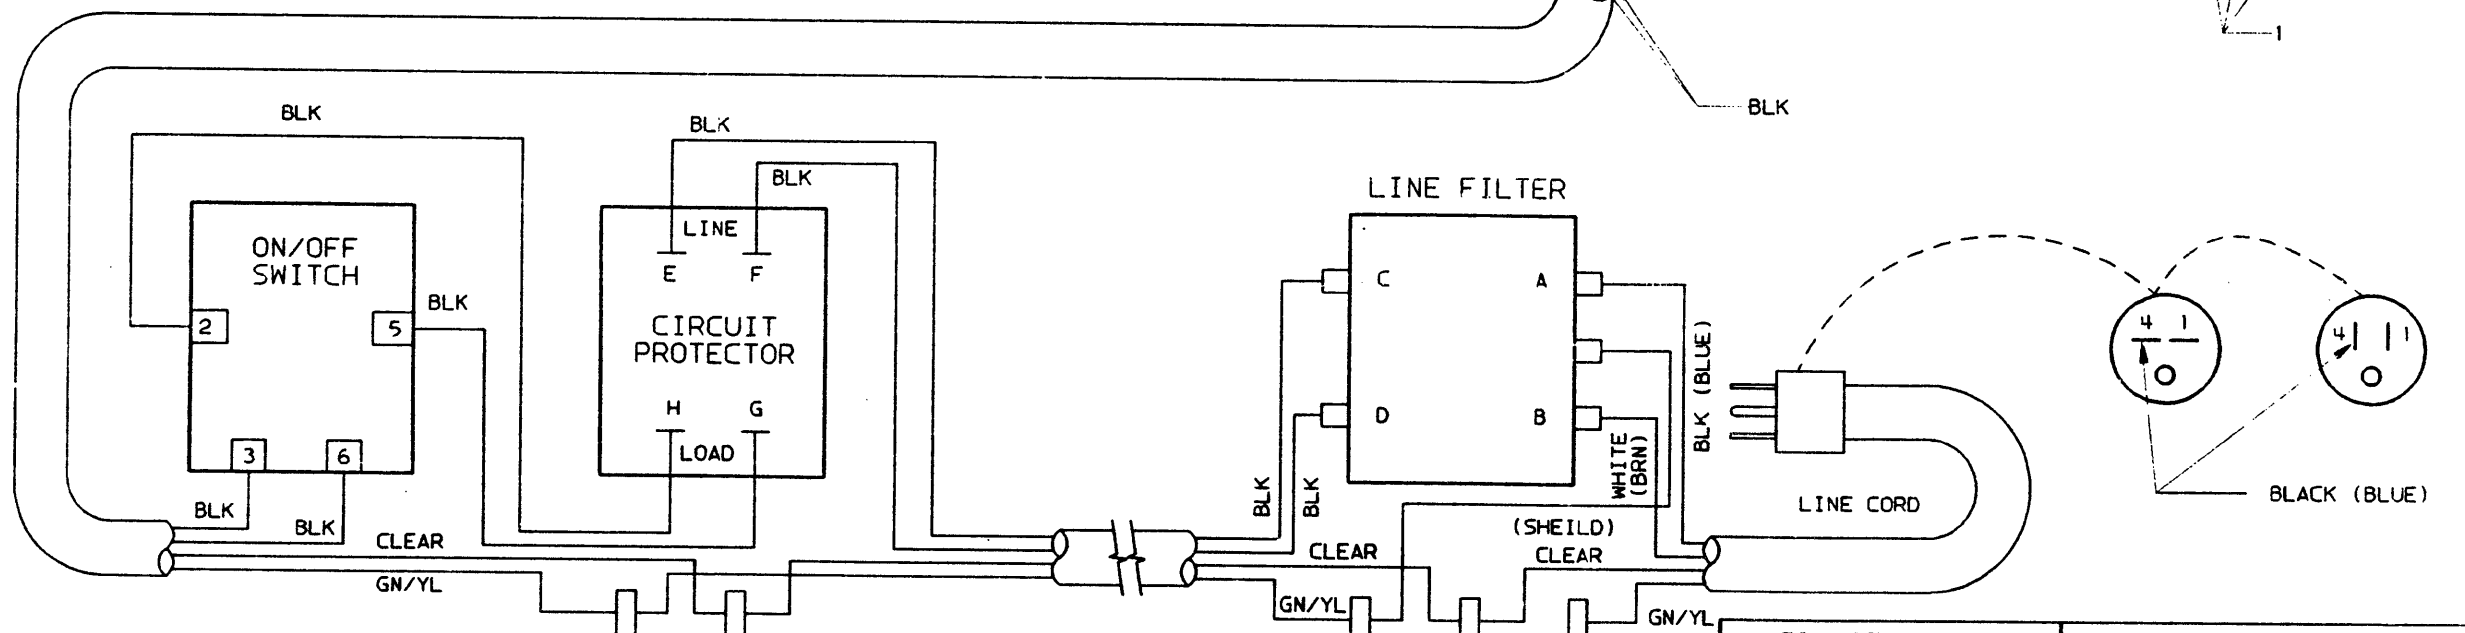 1
BLK
BLK
BLK
BLK
LINE FILTER
LINE
ON/OFF
SWITCH
E
F
C
A
BLK
2
5
CIRCUIT
PROTECTOR
4
1
4
1
BLK (BLUE)
H
G
D
B
LOAD
3
6
WHITE
(BRN)
BLK
BLK
BLACK (BLUE)
LINE CORD
BLK
BLK
(SHEILD)
CLEAR
CLEAR
CLEAR
GN/YL
GN/YL
GN/YL